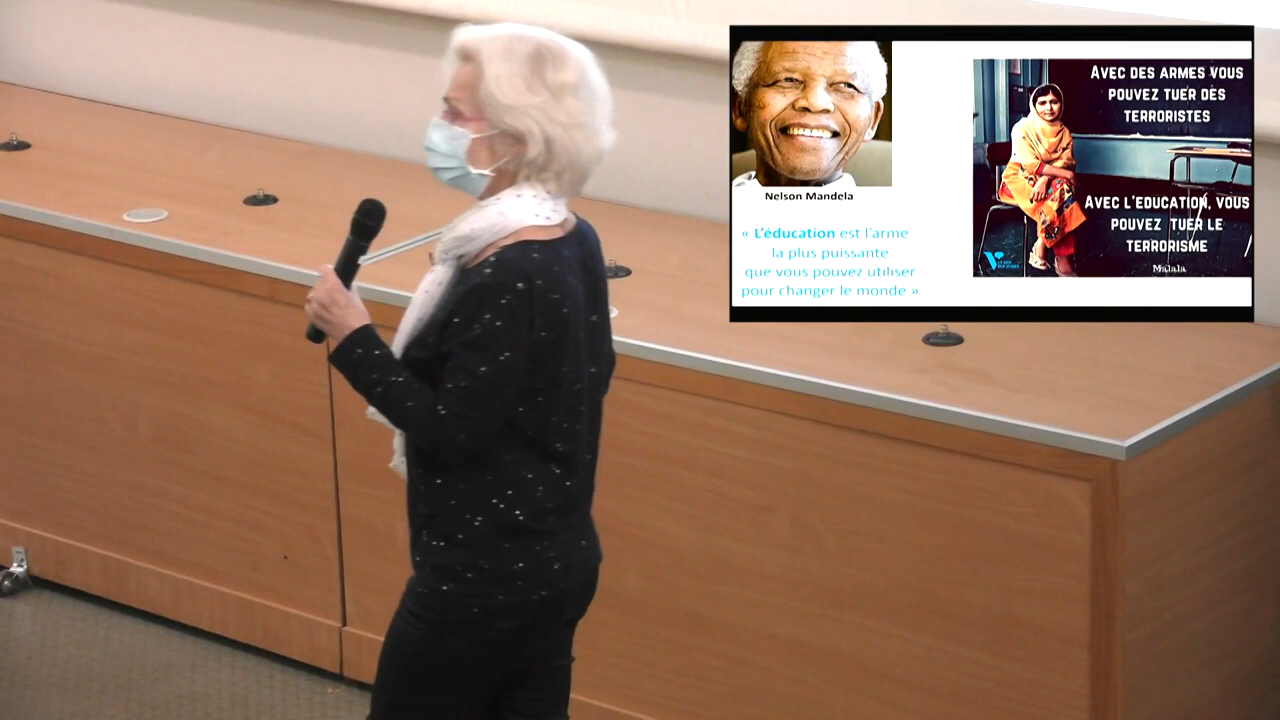 Nelson Mandela
« L'éducation est l'arme
la plus puissante
que vous pouvez utiliser
pour changer le monde »
AVEC DES ARMES VOUS
POUVEZ TUER DES
TERRORISTES
AVEC L'EDUCATION, VOUS
POUVEZ TUER LE
TERRORISME
Malala